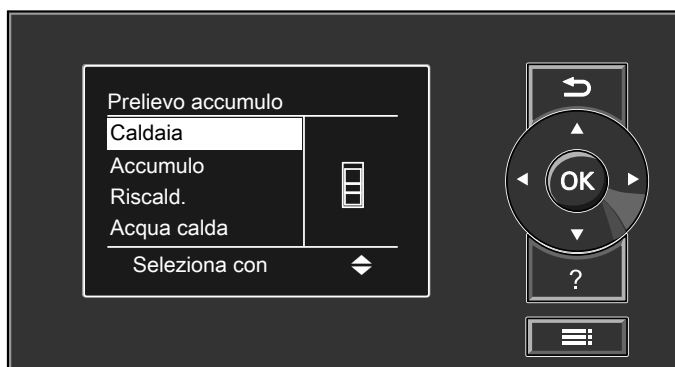 Prelievo accumulo
Caldaia
Accumulo
Riscald.
Acqua calda
Seleziona con
OK
?